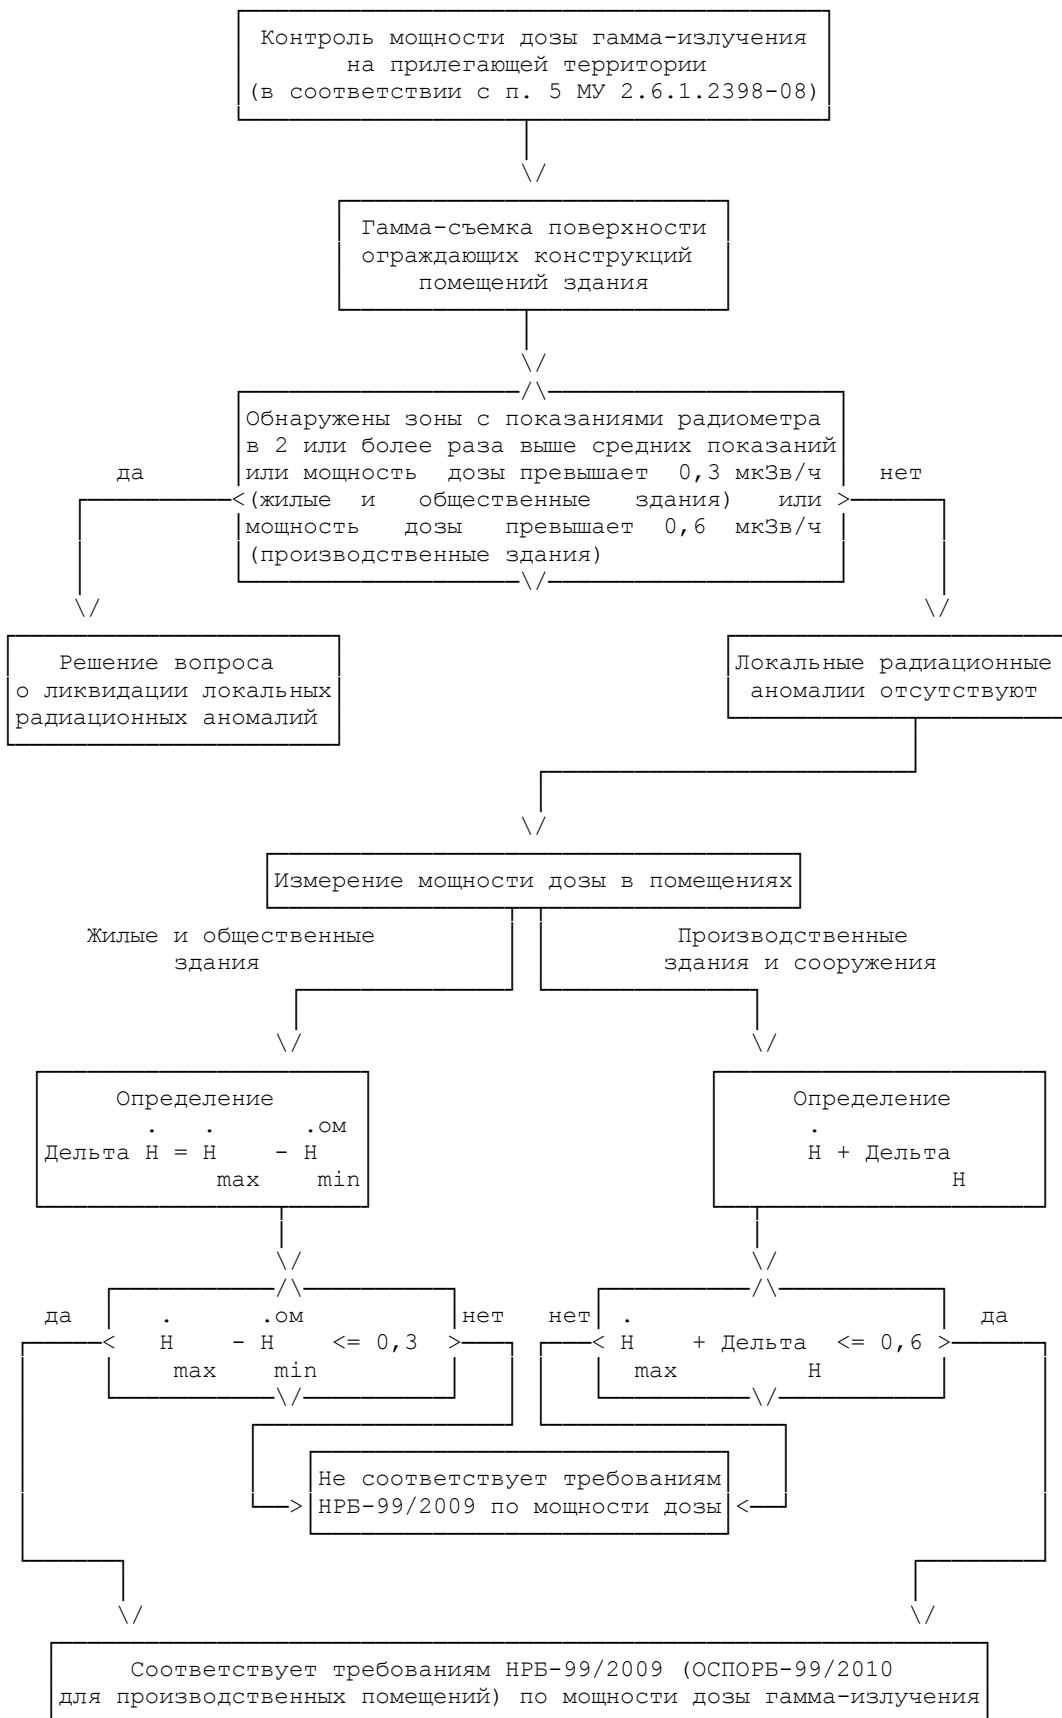 Контроль мощности дозы гамма-излучения
на прилегающей территории
(в соответствии с п. 5 МУ 2.6.1.2398-08)
Гамма-съемка поверхности
ограждающих конструкций
помещений здания
Обнаружены зоны с показаниями радиометра
в 2 или более раза выше средних показаний
или мощность дозы превышает 0,3 мкЗв/ч
(жилые и общественные здания) или
мощность дозы превышает 0,6 мкЗв/ч
(производственные здания)
да
нет
Решение вопроса
о ликвидации локальных
радиационных аномалий
Локальные радиационные
аномалии отсутствуют
Измерение мощности дозы в помещениях
Жилые и общественные
здания
Производственные
здания и сооружения
Определение
. . .ом
Дельта H = H - H
max min
Определение
.
H + Дельта
H
да
. .ом
H - H <= 0,3
max min
нет
нет
.
H + Дельта <= 0,6
max H
да
Не соответствует требованиям
НРБ-99/2009 по мощности дозы
Соответствует требованиям НРБ-99/2009 (ОСПОРБ-99/2010
для производственных помещений) по мощности дозы гамма-излучения